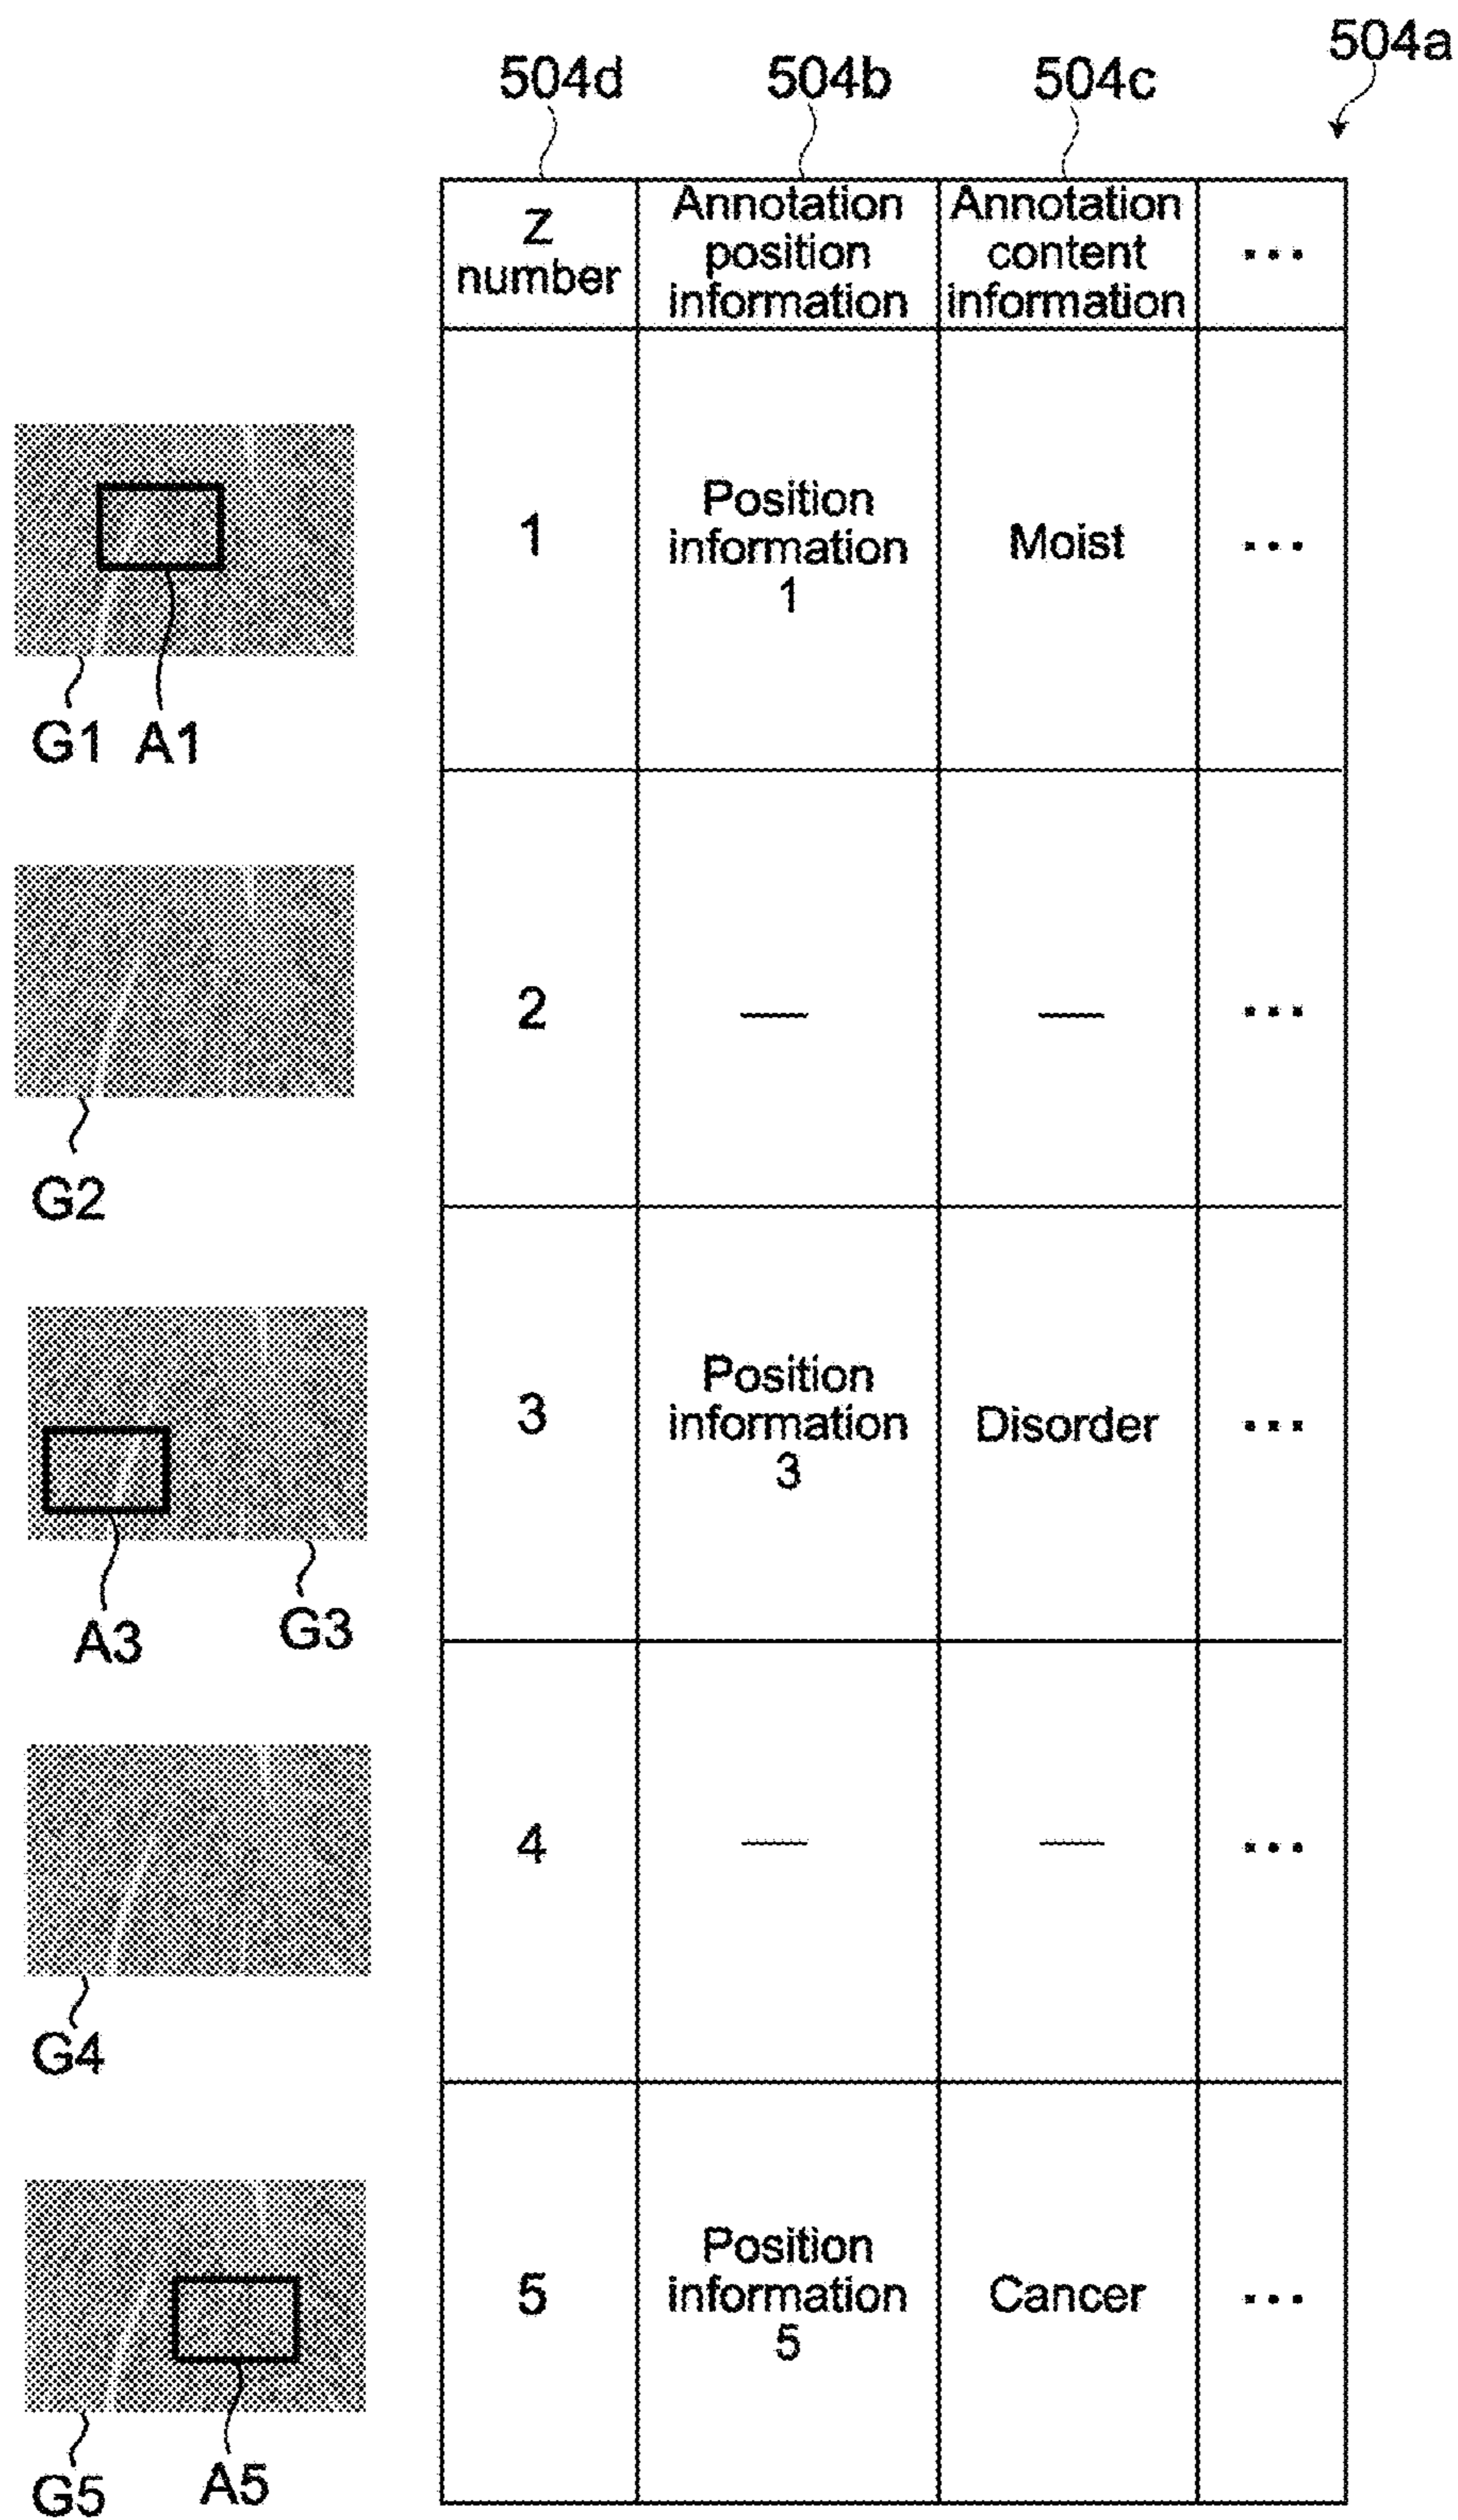 504a
504d 504b 504c
Z
number
Annotation
position
information
Annotation
content
information
...
1
Position
information
1
Moist
...
G1 A1
2
—
—
...
G2
3
Position
information
3
Disorder
...
A3 G3
4
—
—
...
G4
5
Position
information
5
Cancer
...
G5 A5